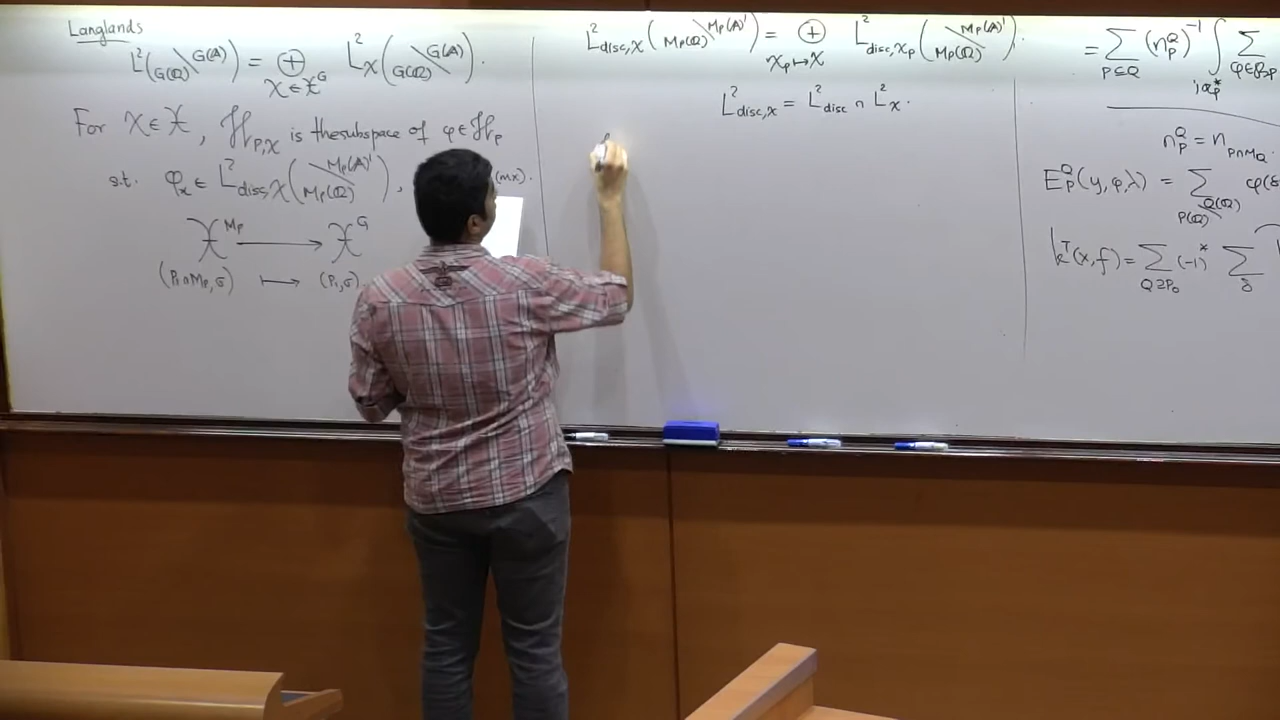 Langlands
L²(G(Q)\G(A)) = ⊕_{χ∈𝔛^G} L²_χ(G(Q)\G(A)).
For χ∈𝔛, ℋ_{P,χ} is the subspace of φ∈ℋ_P
s.t. φ_x ∈ L²_{disc,χ}(M_P(Q)\M_P(A)¹), (mx).
𝔛^{M_P} ⟶ 𝔛^G
(P₁∩M_P, σ) ⟼ (P₁, σ)
L²_{disc,χ}(M_P(Q)\M_P(A)¹) = ⊕_{χ_P↦χ} L²_{disc,χ_P}(M_P(Q)\M_P(A)¹).
L²_{disc,χ} = L²_{disc} ∩ L²_χ.
= Σ_{P⊆Q} (n_P^Q)^{-1} ∫_{i𝔞_P^*} Σ
n_P^Q = n_{P∩M_Q}.
E_P^Q(y,φ,λ) = Σ_{P(Q)\Q(Q)} φ(δ
k^T(x,f) = Σ_{Q⊇P₀} (-1)^* Σ_δ